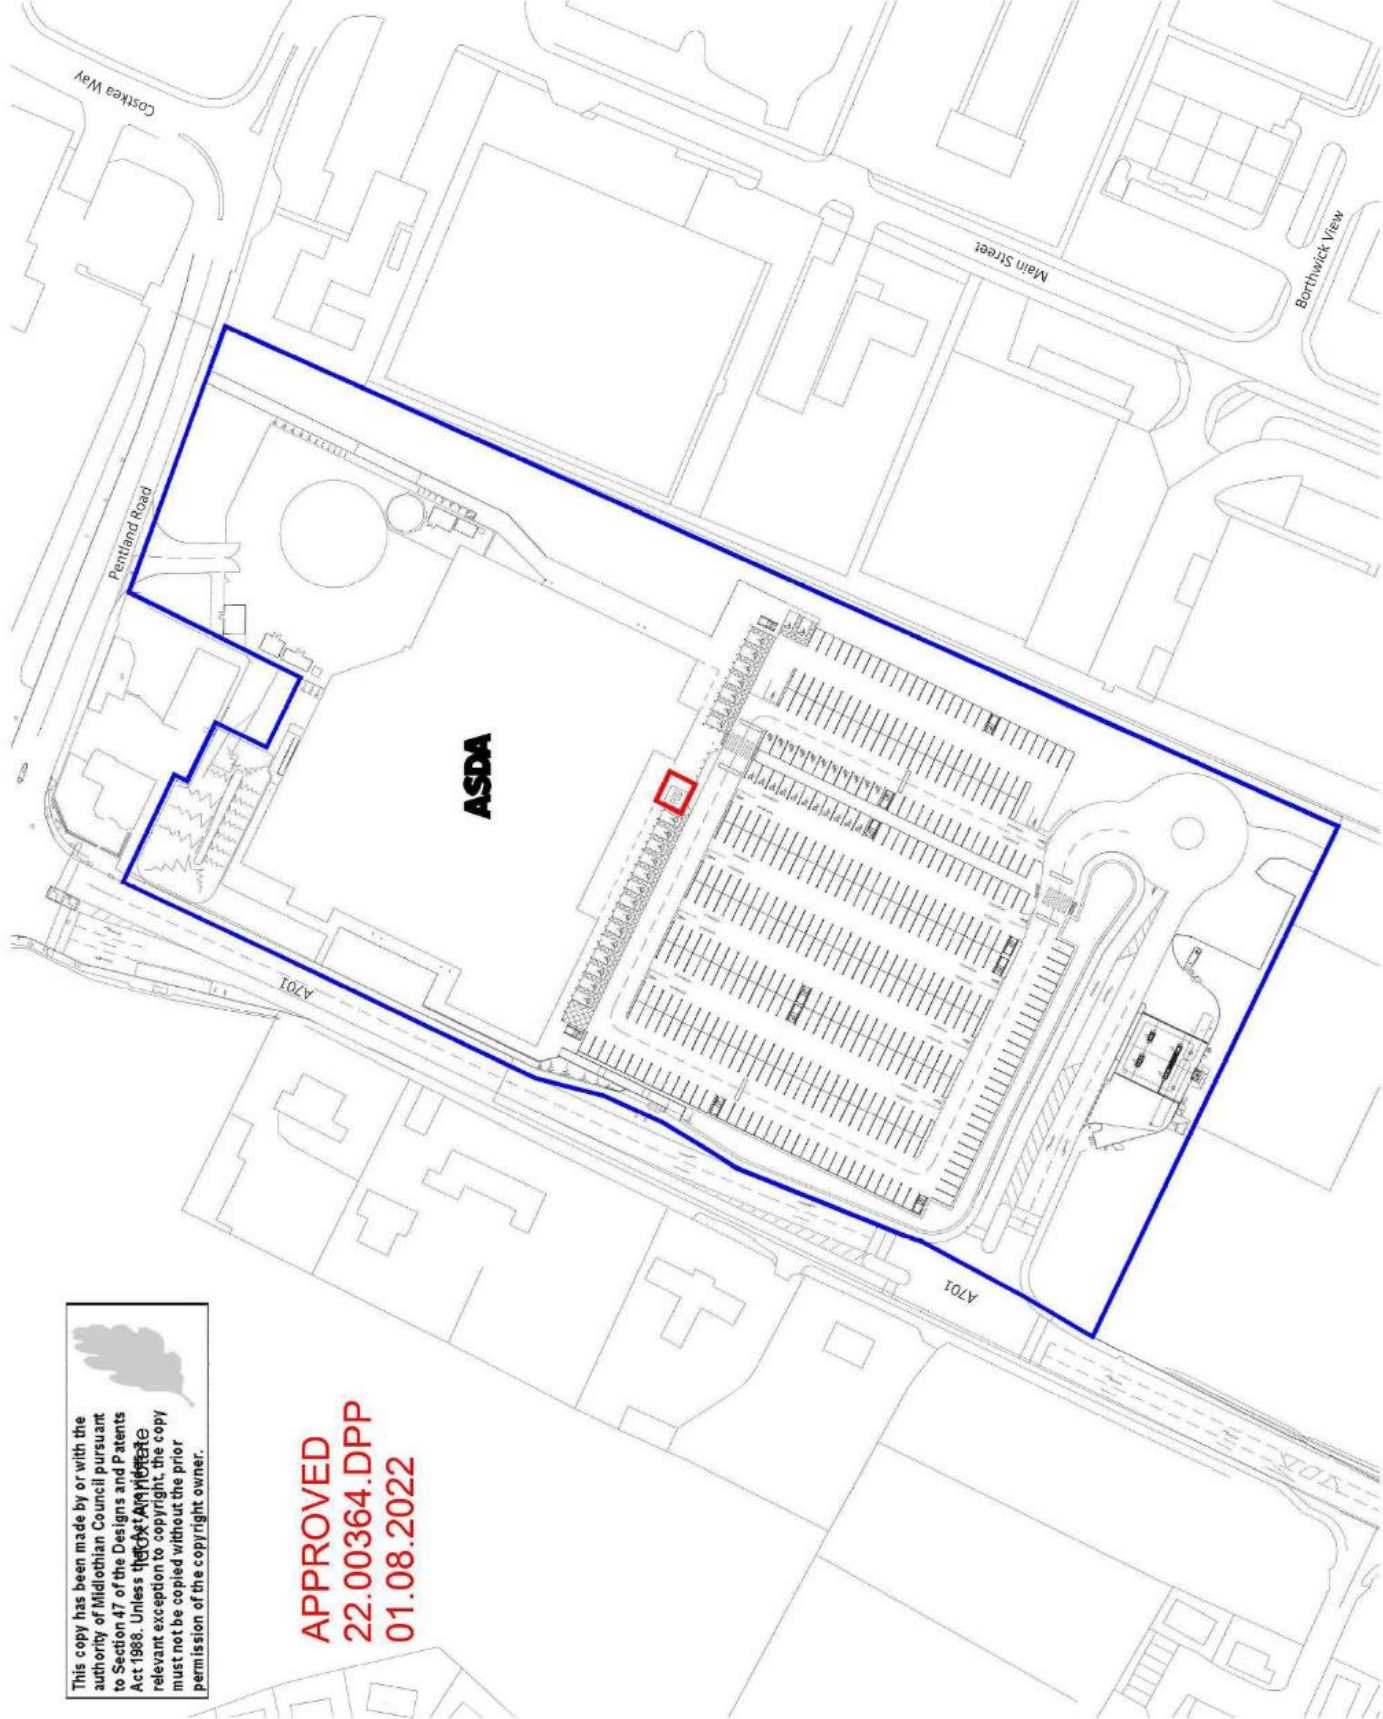 This copy has been made by or with the
authority of Midlothian Council pursuant
to Section 47 of the Designs and Patents
Act 1988. Unless that Act provides a
relevant exception to copyright, the copy
must not be copied without the prior
permission of the copyright owner.
Idox Annotate
APPROVED
22.00364.DPP
01.08.2022
Costkea Way
Pentland Road
Main Street
Borthwick View
ASDA
A701
A701